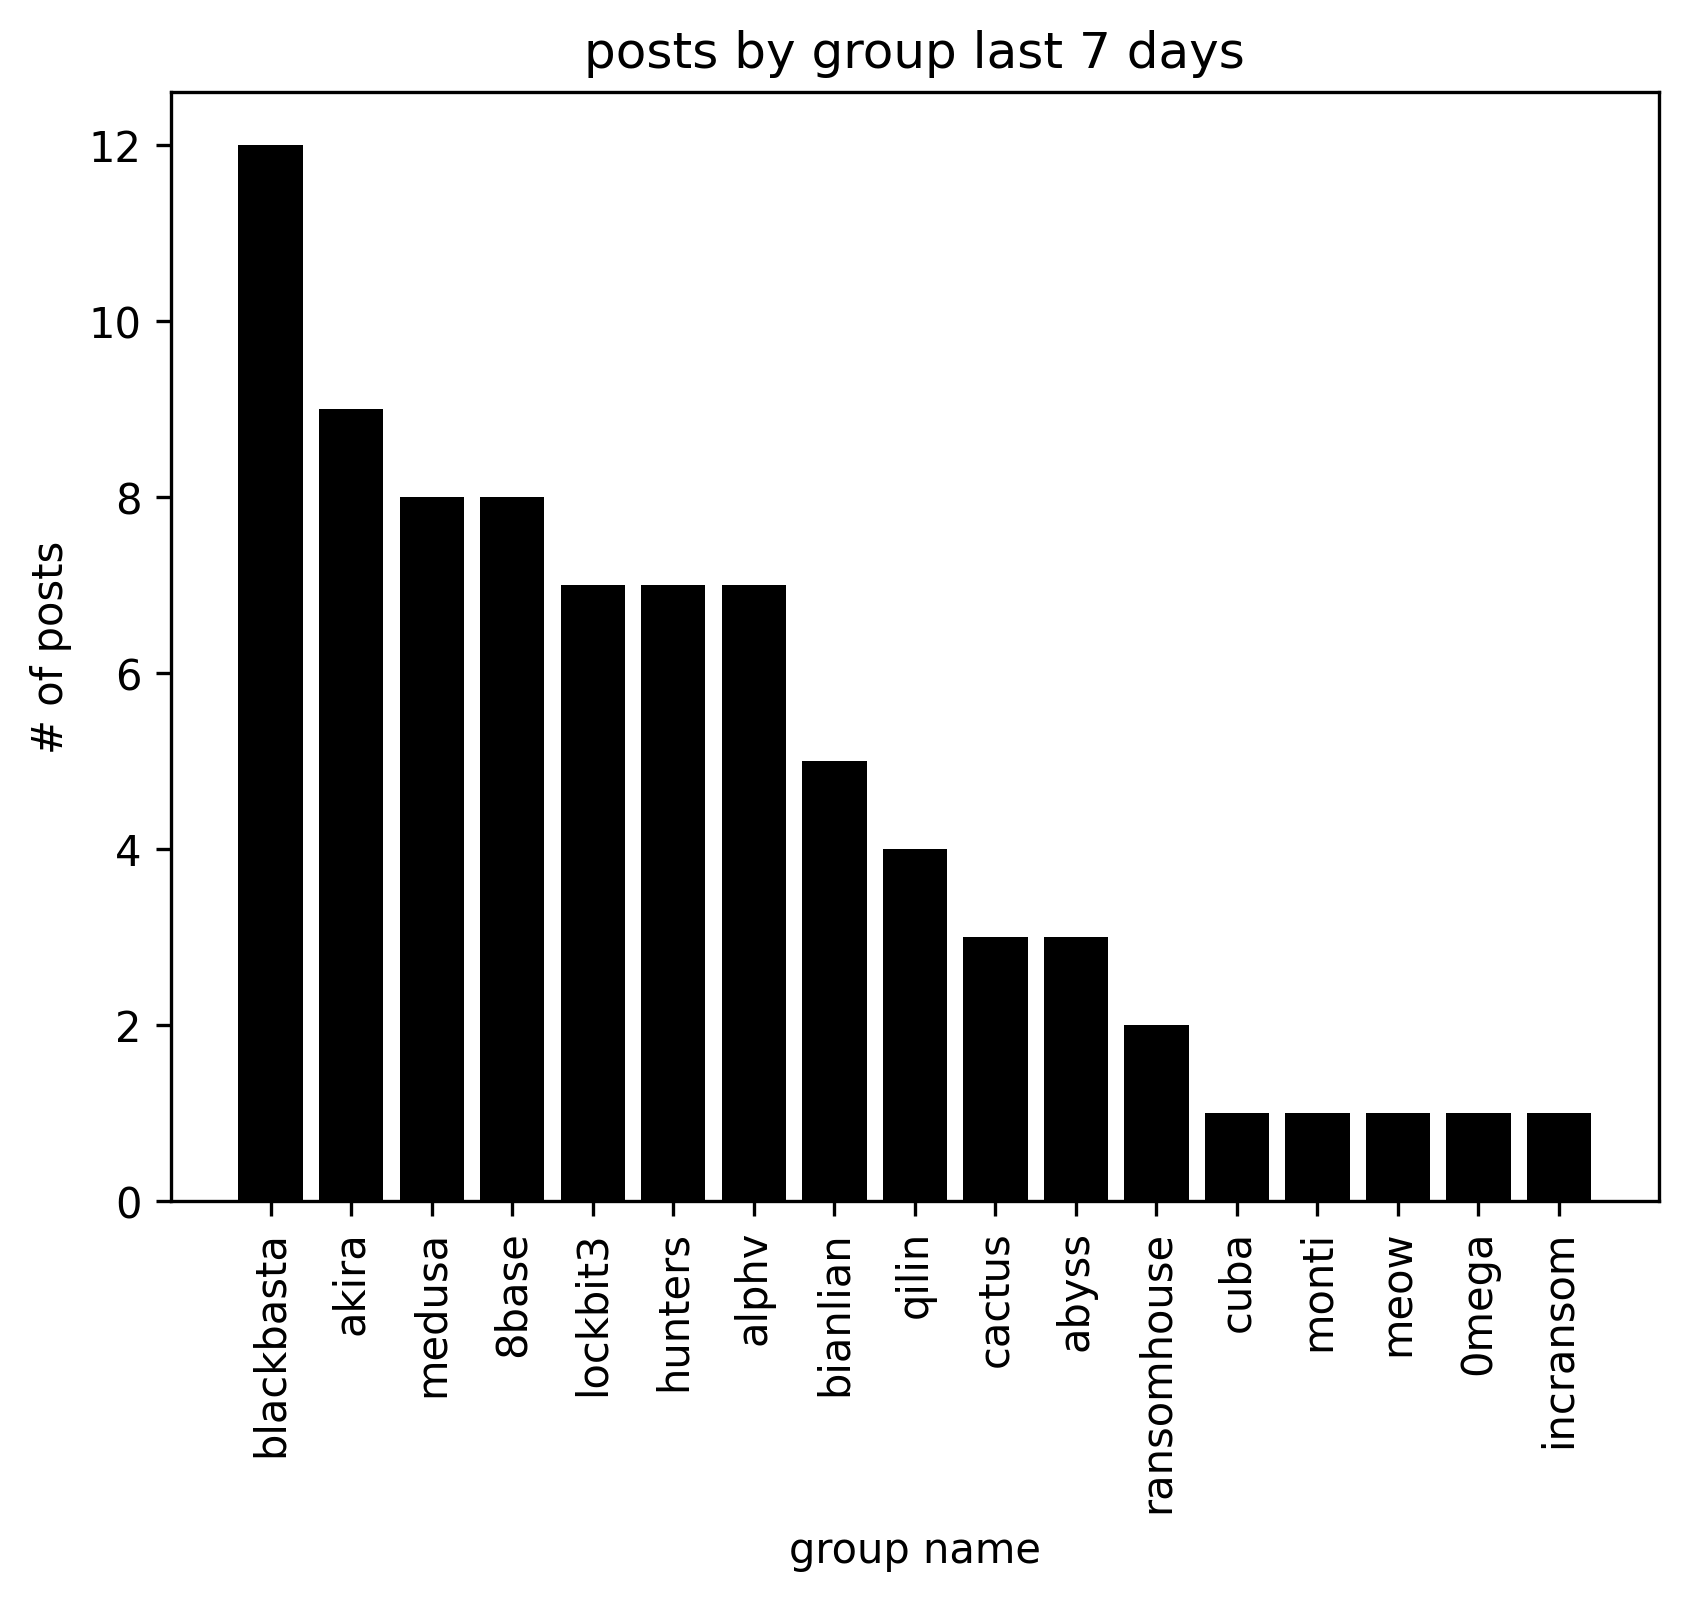 posts by group last 7 days
# of posts
12
10
8
6
4
2
0
blackbasta
akira
medusa
8base
lockbit3
hunters
alphv
bianlian
qilin
cactus
abyss
ransomhouse
cuba
monti
meow
0mega
incransom
group name